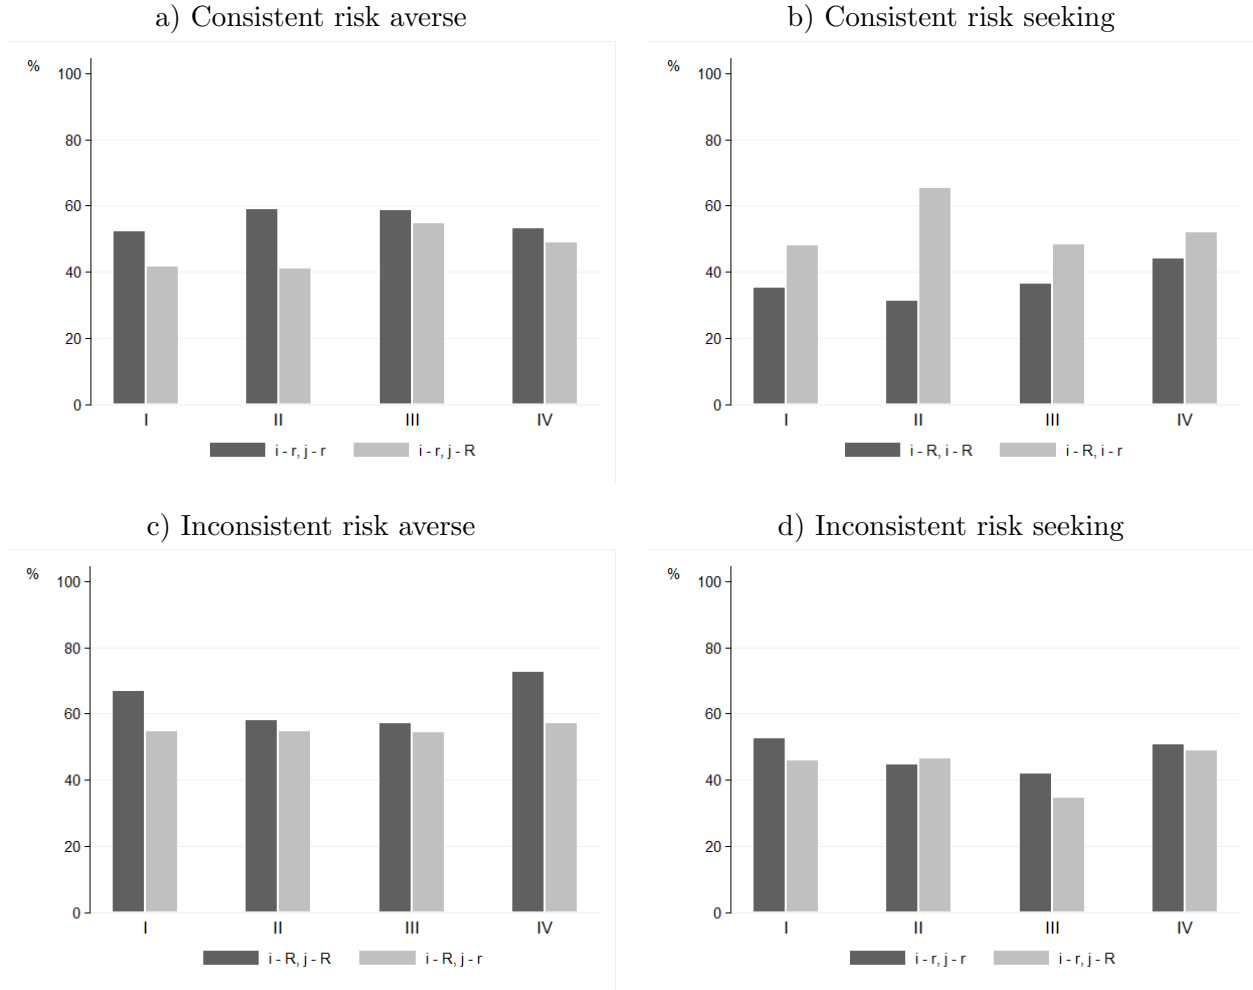 a) Consistent risk averse
%
100
80
60
40
20
0
I II III IV
i - r, j - r i - r, j - R
b) Consistent risk seeking
%
100
80
60
40
20
0
I II III IV
i - R, i - R i - R, i - r
c) Inconsistent risk averse
%
100
80
60
40
20
0
I II III IV
i - R, j - R i - R, j - r
d) Inconsistent risk seeking
%
100
80
60
40
20
0
I II III IV
i - r, j - r i - r, j - R